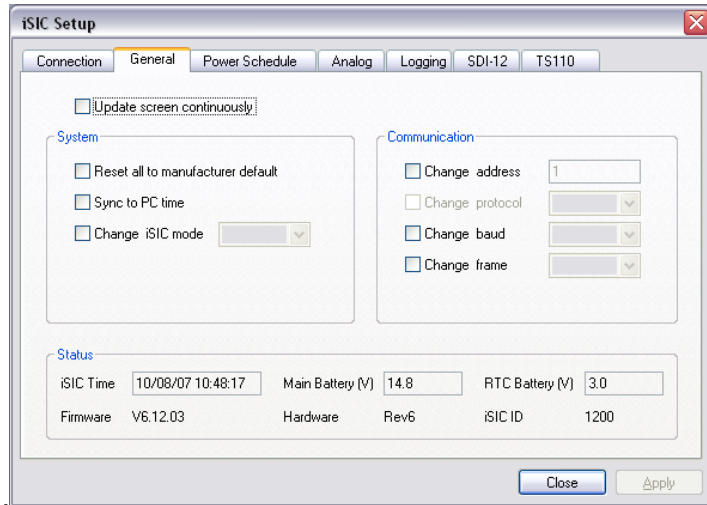 iSIC Setup
Connection General Power Schedule Analog Logging SDI-12 TS110
Update screen continuously
System
Reset all to manufacturer default
Sync to PC time
Change iSIC mode
Communication
Change address 1
Change protocol
Change baud
Change frame
Status
iSIC Time 10/08/07 10:48:17 Main Battery (V) 14.8 RTC Battery (V) 3.0
Firmware V6.12.03 Hardware Rev6 iSIC ID 1200
Close Apply